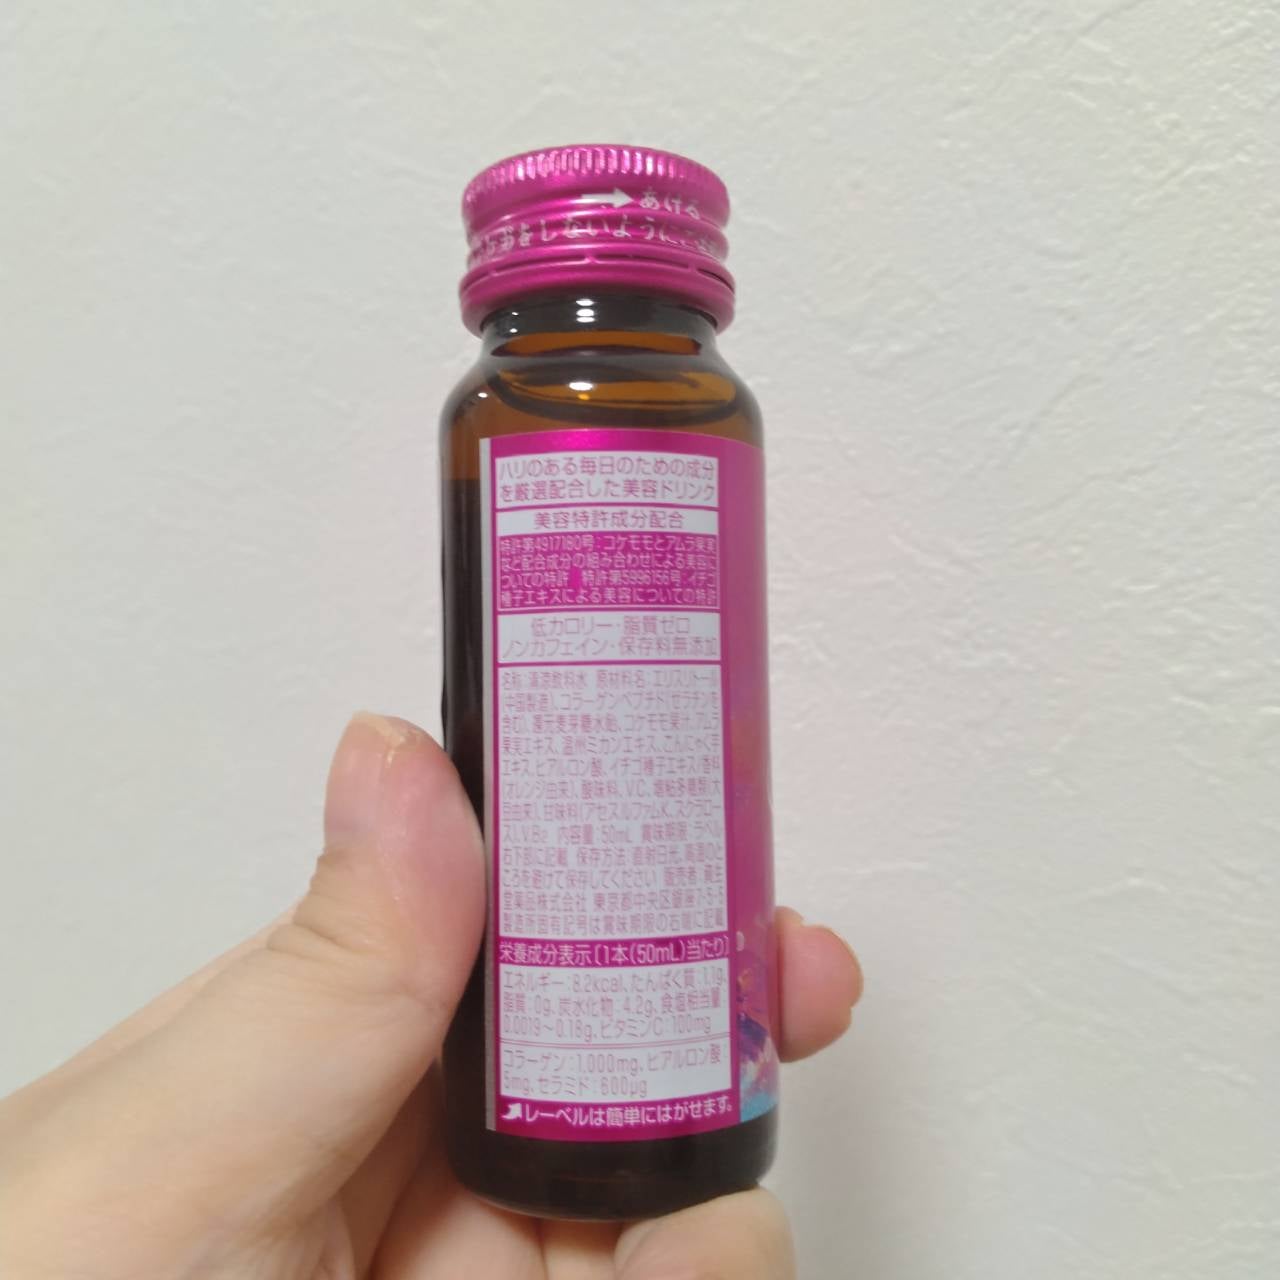 →あける
をしないように
ハリのある毎日のための成分
を厳選配合した美容ドリンク
美容特許成分配合
特許第4917180号:コケモモとアムラ果実
など配合成分の組み合わせによる美容に
ついての特許 特許第5996156号:イチゴ
種子エキスによる美容についての特許
低カロリー・脂質ゼロ
ノンカフェイン・保存料無添加
名称:清涼飲料水 原材料名:エリスリトール
(中国製造)、コラーゲンペプチド(ゼラチンを
含む)、還元麦芽糖水飴、コケモモ果汁、アムラ
果実エキス、温州ミカンエキス、こんにゃく芋
エキス、ヒアルロン酸、イチゴ種子エキス/香料
(オレンジ由来)、酸味料、V.C、増粘多糖類(大
豆由来)、甘味料(アセスルファムK、スクラロー
ス)、V.B2 内容量:50mL 賞味期限:ラベル
右下部に記載 保存方法:直射日光、高温のと
ころを避けて保存してください 販売者 資生
堂薬品株式会社 東京都中央区銀座7-5-5
製造所固有記号は賞味期限の右端に記載
栄養成分表示〔1本(50mL)当たり〕
エネルギー:8.2kcal、たんぱく質:1.1g、
脂質:0g、炭水化物:4.2g、食塩相当量:
0.0019～0.18g、ビタミンC:100mg
コラーゲン:1,000mg、ヒアルロン酸:
5mg、セラミド:600μg
レーベルは簡単にはがせます。